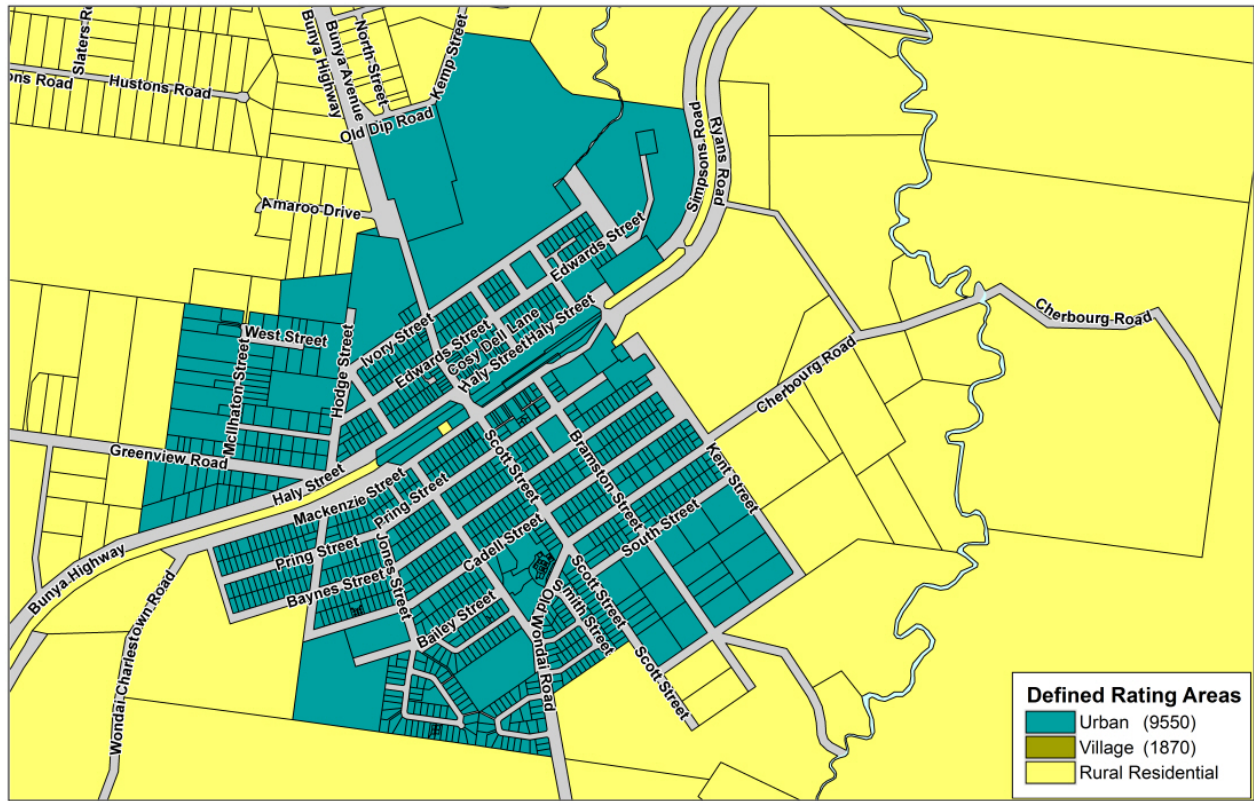 Slaters Ro
ons Road
Hustons Road
Bunya Highway
Bunya Avenue
North Street
Kemp Street
Old Dip Road
Simpsons Road
Ryans Road
Amaroo Drive
Edwards Street
Cherbourg Road
West Street
Ivory Street
Edwards Street
Cosy Dell Lane
Haly Street
Haly Street
Hodge Street
McIlhaton Street
Cherbourg Road
Greenview Road
Haly Street
Mackenzie Street
Pring Street
Scott Street
Bramston Street
Kent Street
South Street
Bunya Highway
Pring Street
Jones Street
Cadell Street
Baynes Street
Bailey Street
Scott Street
Smith Street
Old Wondai Road
Scott Street
Wondai Charlestown Road
Defined Rating Areas
Urban (9550)
Village (1870)
Rural Residential